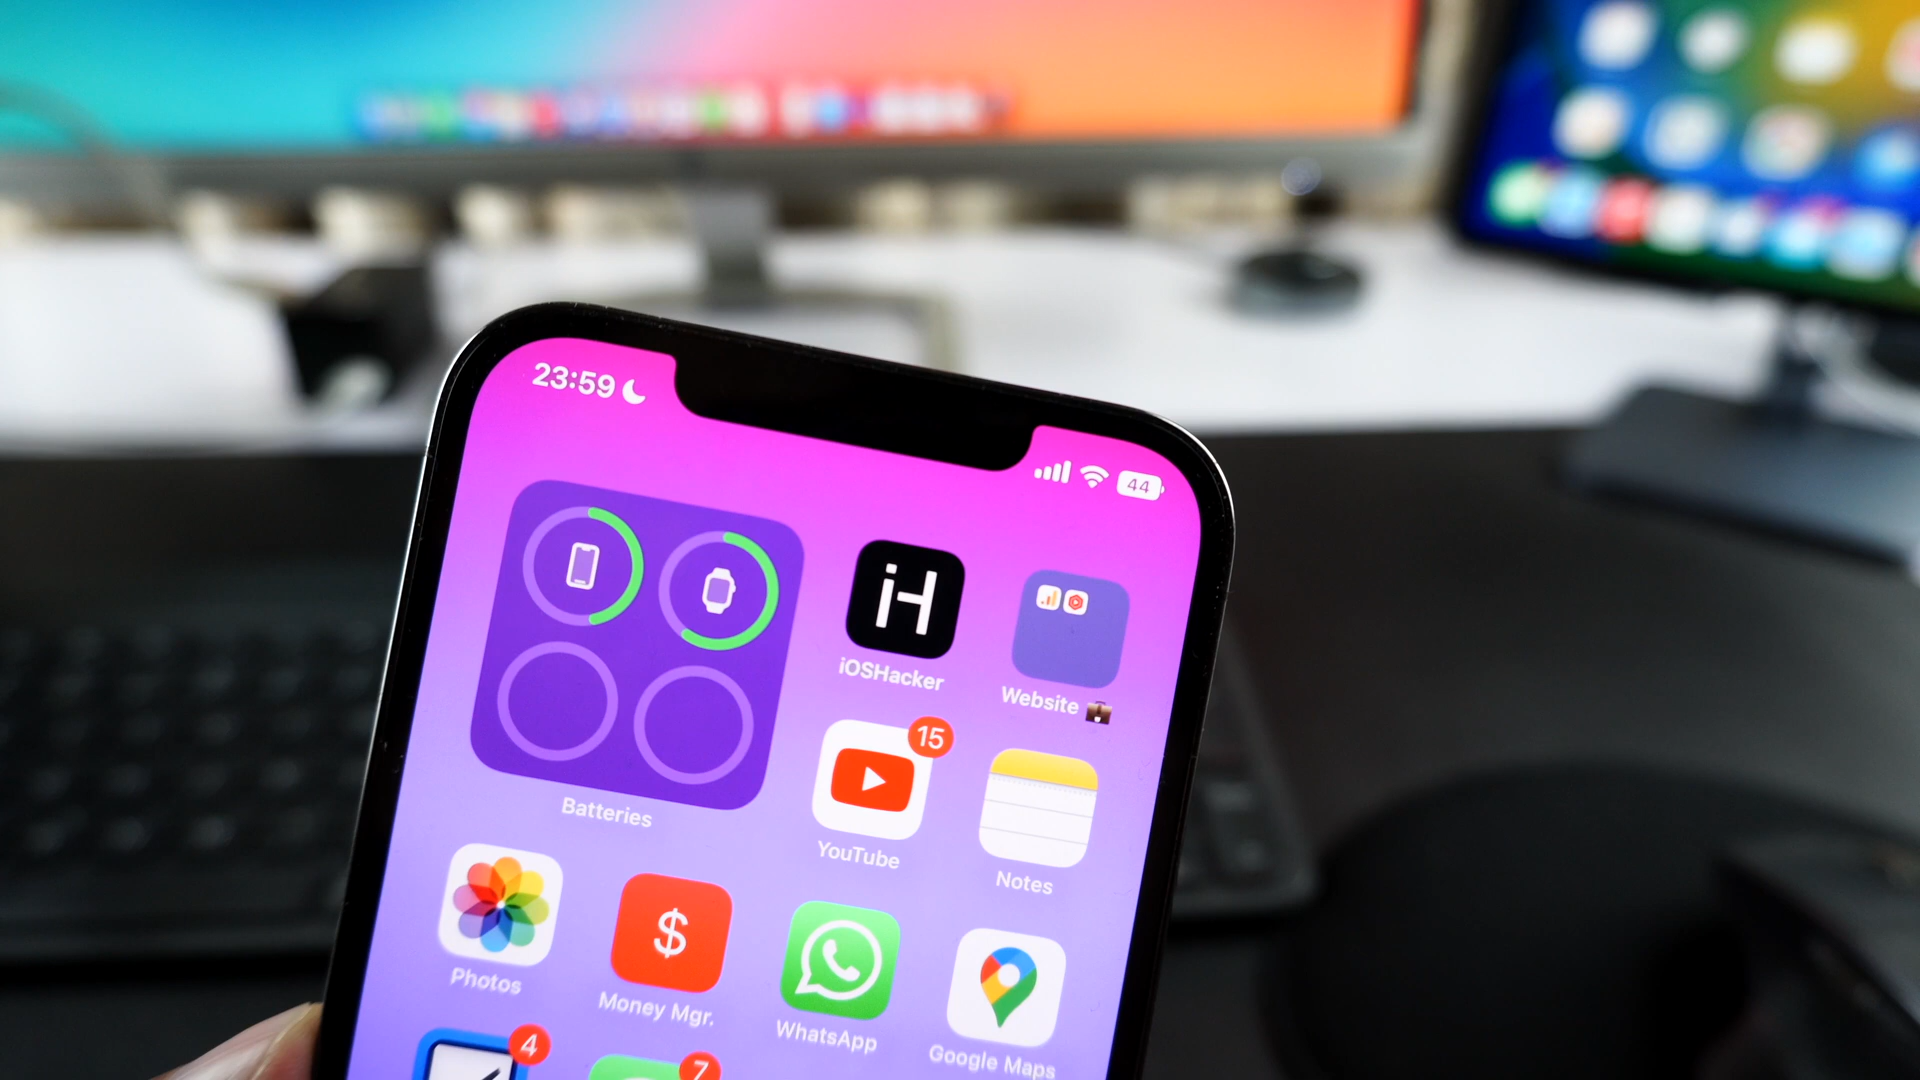 23:59
44
iH
iOSHacker
Website
Batteries
15
YouTube
Notes
Photos
$
Money Mgr.
WhatsApp
Google Maps
4
7